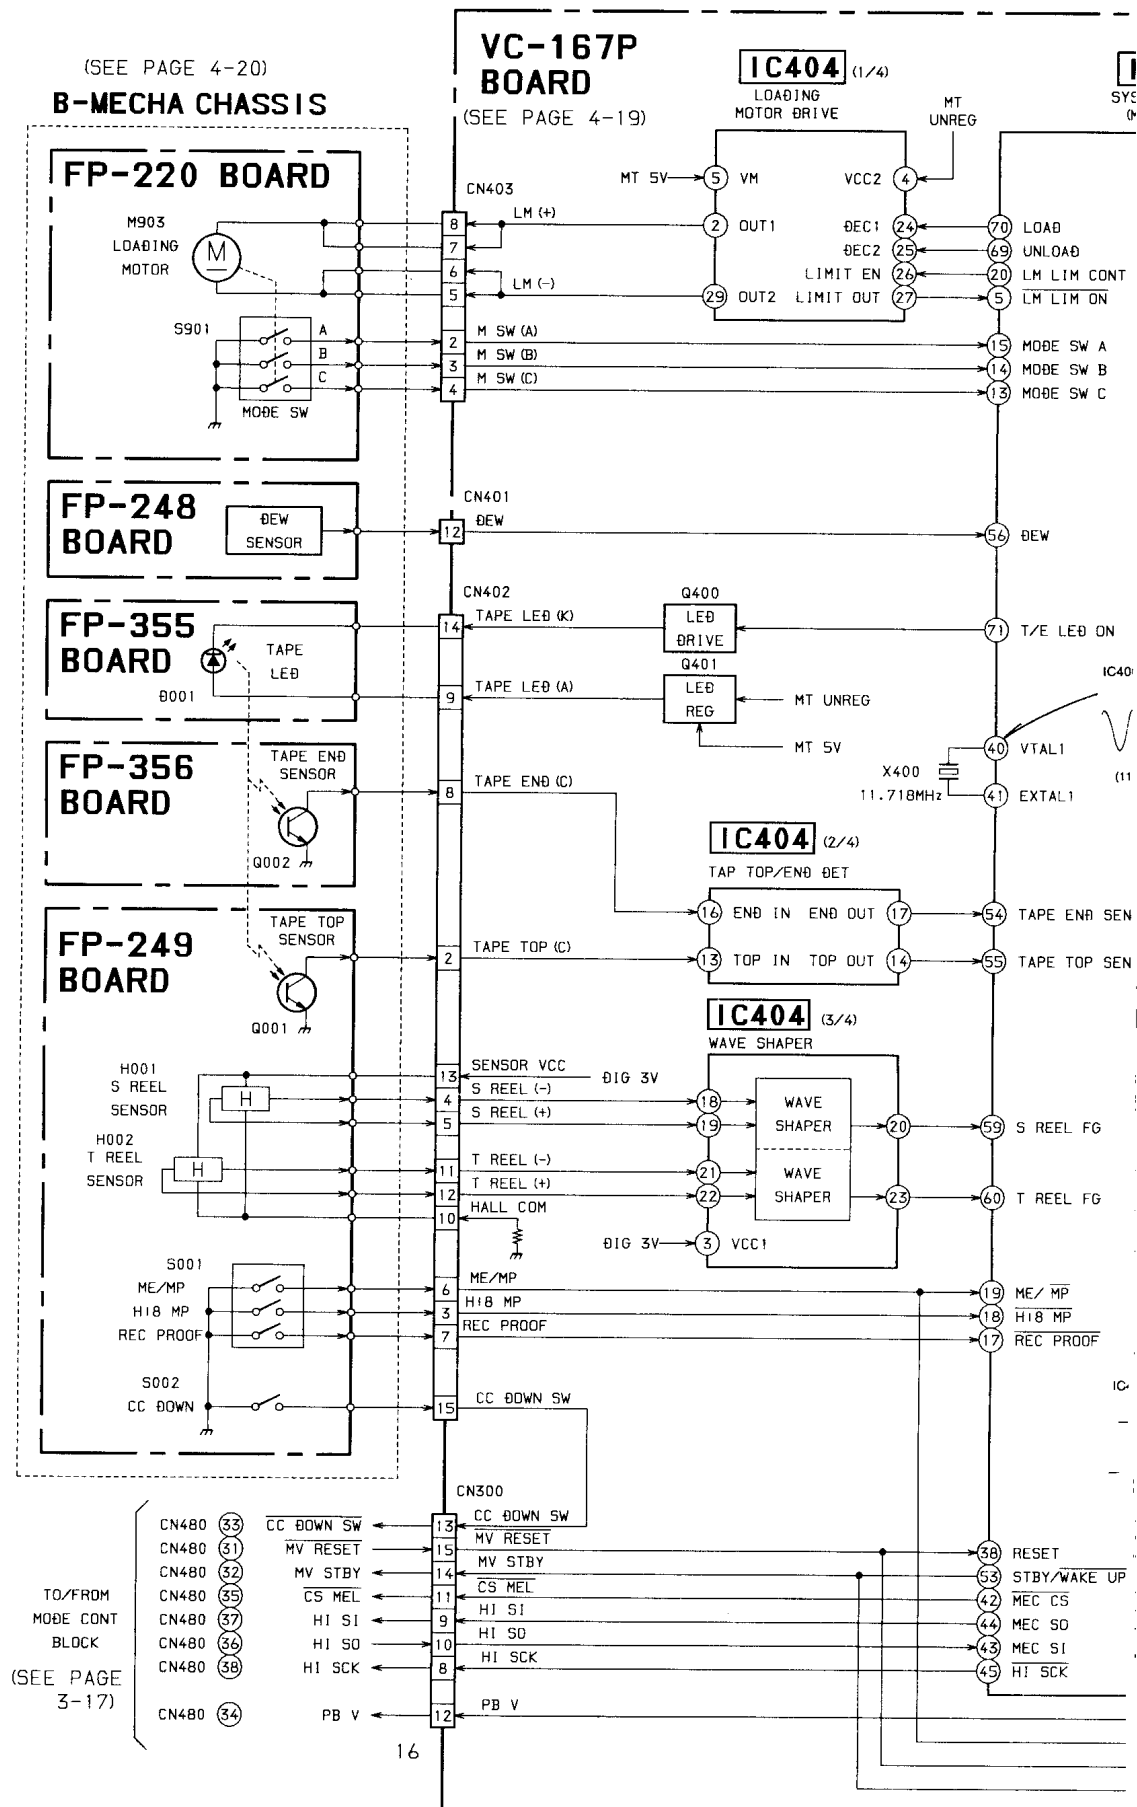 (SEE PAGE 4-20)
B-MECHA CHASSIS
VC-167P
BOARD
(SEE PAGE 4-19)
IC404 (1/4)
LOADING
MOTOR DRIVE
MT
UNREG
SYS
FP-220 BOARD
M903
LOADING
MOTOR
M
S901
A
B
C
MODE SW
CN403
8 LM (+)
7
6
5 LM (-)
2 M SW (A)
3 M SW (B)
4 M SW (C)
MT 5V
5 VM
VCC2 4
2 OUT1
DEC1 24
DEC2 25
LIMIT EN 26
29 OUT2 LIMIT OUT 27
70 LOAD
69 UNLOAD
20 LM LIM CONT
5 LM LIM ON
15 MODE SW A
14 MODE SW B
13 MODE SW C
FP-248
BOARD
DEW
SENSOR
CN401
12 DEW
56 DEW
FP-355
BOARD
TAPE
LED
D001
CN402
14 TAPE LED (K)
Q400
LED
DRIVE
71 T/E LED ON
9 TAPE LED (A)
Q401
LED
REG
MT UNREG
MT 5V
IC40
40 VTAL1
X400
11.718MHz
41 EXTAL1
(11
FP-356
BOARD
TAPE END
SENSOR
Q002
8 TAPE END (C)
IC404 (2/4)
TAP TOP/END DET
16 END IN END OUT 17
54 TAPE END SEN
13 TOP IN TOP OUT 14
55 TAPE TOP SEN
FP-249
BOARD
TAPE TOP
SENSOR
Q001
2 TAPE TOP (C)
IC404 (3/4)
WAVE SHAPER
H001
S REEL
SENSOR
H
H002
T REEL
SENSOR
H
13 SENSOR VCC
DIG 3V
4 S REEL (-)
5 S REEL (+)
11 T REEL (-)
12 T REEL (+)
10 HALL COM
18
19
WAVE
SHAPER
20
59 S REEL FG
21
22
WAVE
SHAPER
23
60 T REEL FG
DIG 3V
3 VCC1
S001
ME/MP
HI8 MP
REC PROOF
6 ME/MP
3 HI8 MP
7 REC PROOF
19 ME/ MP
18 HI8 MP
17 REC PROOF
S002
CC DOWN
15 CC DOWN SW
IC
CN300
TO/FROM
MODE CONT
BLOCK
(SEE PAGE
3-17)
CN480 33 CC DOWN SW 13 CC DOWN SW
CN480 31 MV RESET 15 MV RESET 38 RESET
CN480 32 MV STBY 14 MV STBY 53 STBY/WAKE UP
CN480 35 CS MEL 11 CS MEL 42 MEC CS
CN480 37 HI SI 9 HI SI 44 MEC SO
CN480 36 HI SO 10 HI SO 43 MEC SI
CN480 38 HI SCK 8 HI SCK 45 HI SCK
CN480 34 PB V 12 PB V
16